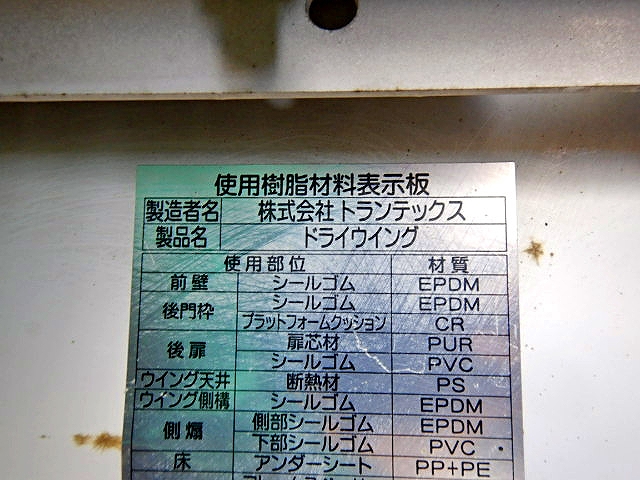 使用樹脂材料表示板
製造者名 株式会社トランテックス
製品名 ドライウイング
使用部位 材質
前壁 シールゴム EPDM
後門枠 シールゴム EPDM
プラットフォームクッション CR
後扉 扉芯材 PUR
シールゴム PVC
ウイング天井 断熱材 PS
ウイング側構 シールゴム EPDM
側煽 側部シールゴム EPDM
下部シールゴム PVC
床 アンダーシート PP+PE